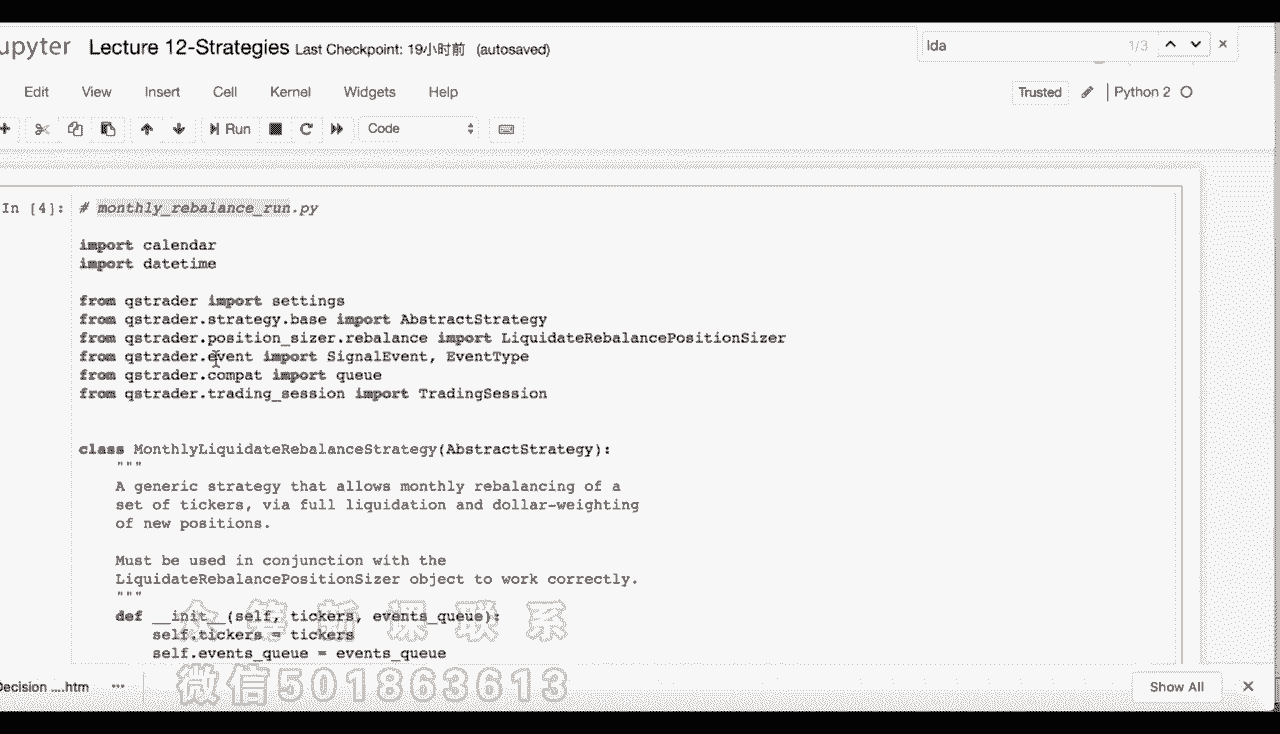 upyter Lecture 12-Strategies Last Checkpoint: 19小时前 (autosaved)
lda 1/3
Edit View Insert Cell Kernel Widgets Help
Trusted Python 2
Run Code
In [4]: # monthly_rebalance_run.py
import calendar
import datetime
from qstrader import settings
from qstrader.strategy.base import AbstractStrategy
from qstrader.position_sizer.rebalance import LiquidateRebalancePositionSizer
from qstrader.event import SignalEvent, EventType
from qstrader.compat import queue
from qstrader.trading_session import TradingSession
class MonthlyLiquidateRebalanceStrategy(AbstractStrategy):
"""
A generic strategy that allows monthly rebalancing of a
set of tickers, via full liquidation and dollar-weighting
of new positions.
Must be used in conjunction with the
LiquidateRebalancePositionSizer object to work correctly.
"""
def __init__(self, tickers, events_queue):
self.tickers = tickers
self.events_queue = events_queue
众筹新课联系
微信501863613
Decision ....htm
Show All